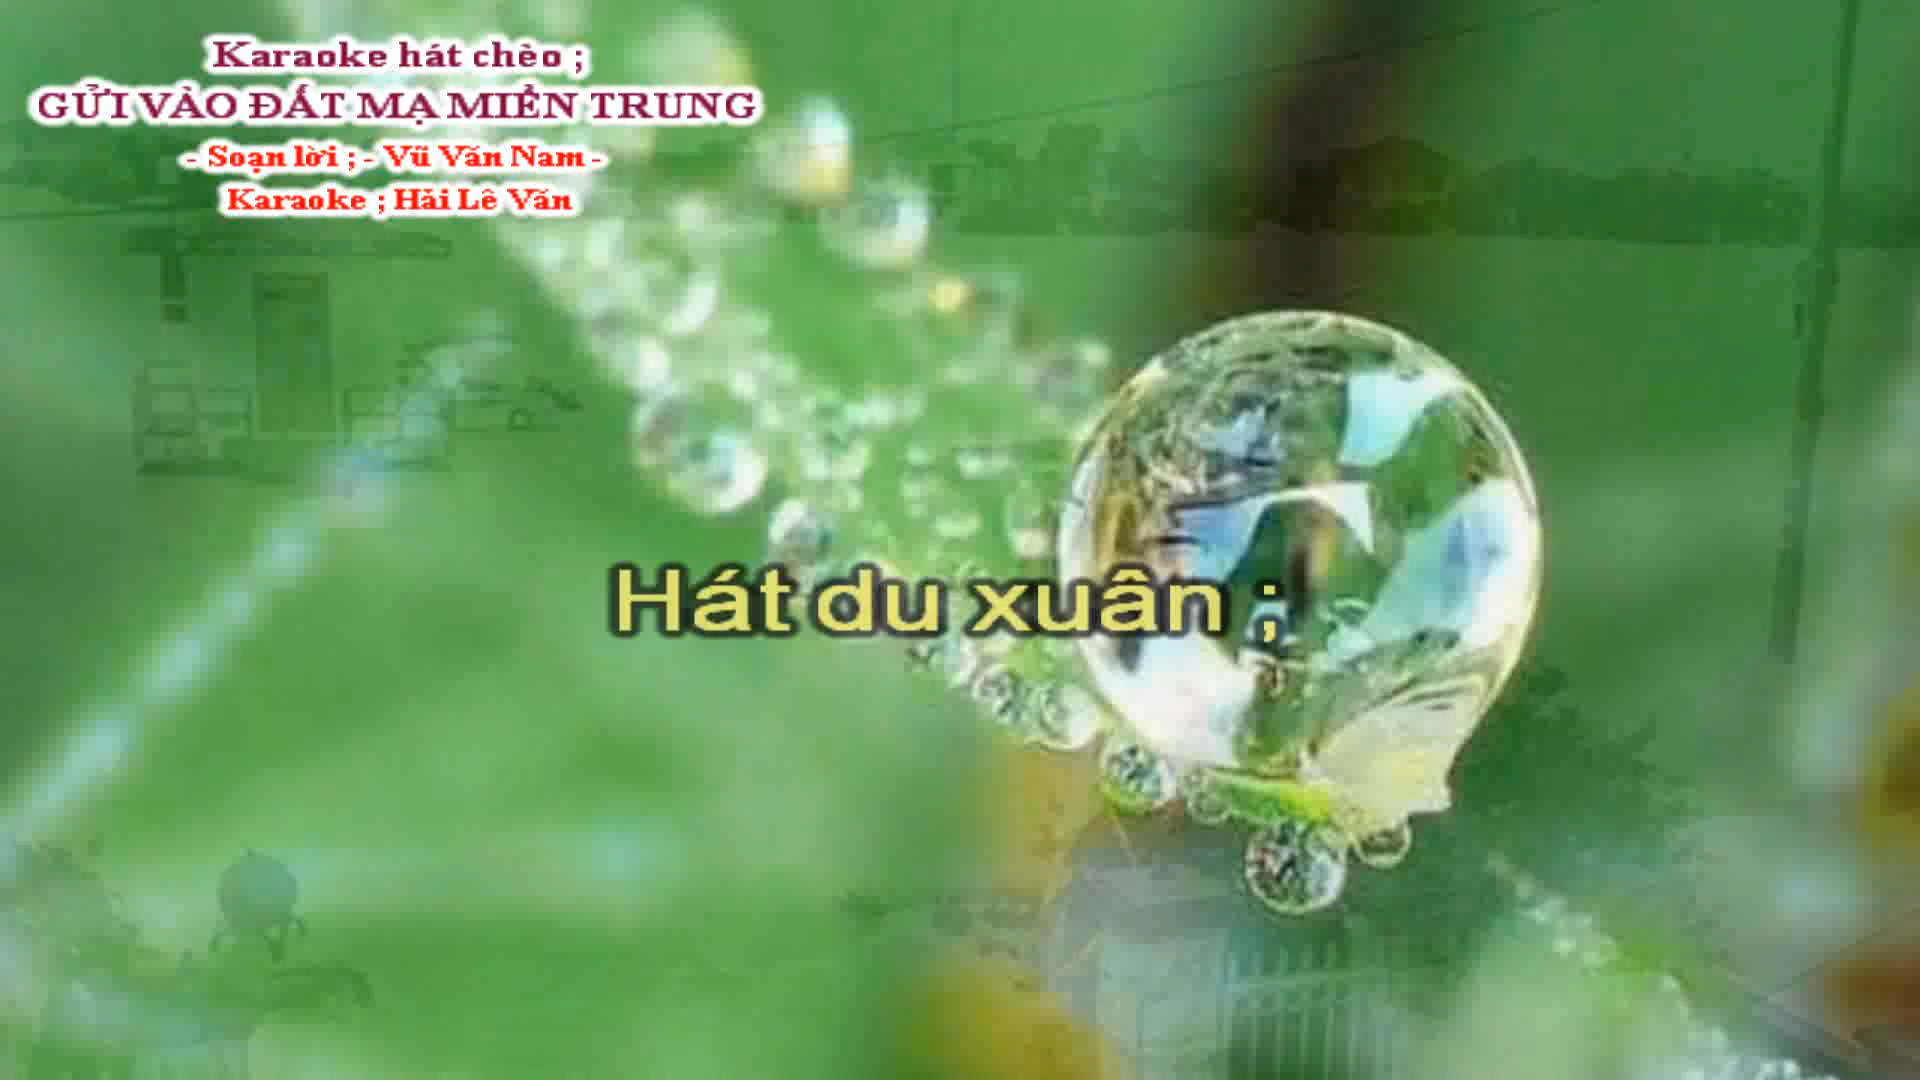 Karaoke hát chèo ;
GỬI VÀO ĐẤT MẠ MIỀN TRUNG
- Soạn lời ; - Vũ Văn Nam -
Karaoke ; Hải Lê Văn
Hát du xuân ;